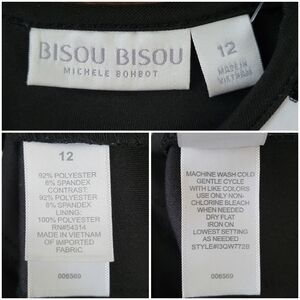 BISOU BISOU
MICHELE BOHBOT
12
MADE IN
VIETNAM
12
92% POLYESTER
8% SPANDEX
CONTRAST:
92% POLYESTER
8% SPANDEX
LINING:
100% POLYESTER
RN#54314
MADE IN VIETNAM
OF IMPORTED
FABRIC
006569
MACHINE WASH COLD
GENTLE CYCLE
WITH LIKE COLORS
USE ONLY NON-
CHLORINE BLEACH
WHEN NEEDED
DRY FLAT
IRON ON
LOWEST SETTING
AS NEEDED
STYLE#I3QW772B
006569